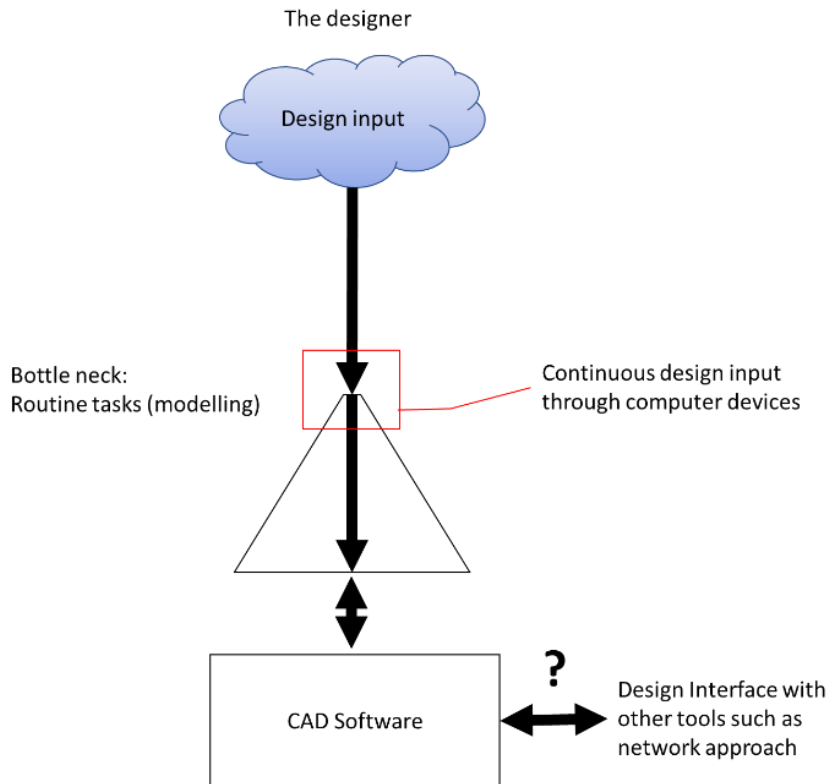 The designer
Design input
Bottle neck:
Routine tasks (modelling)
Continuous design input
through computer devices
?
CAD Software
Design Interface with
other tools such as
network approach